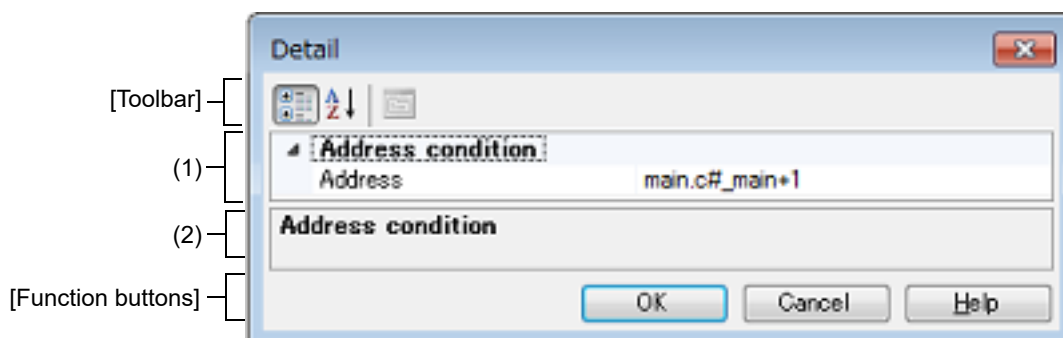 Detail
[Toolbar]
A
Z
(1)
Address condition
Address main.c#_main+1
(2)
Address condition
[Function buttons]
OK Cancel Help